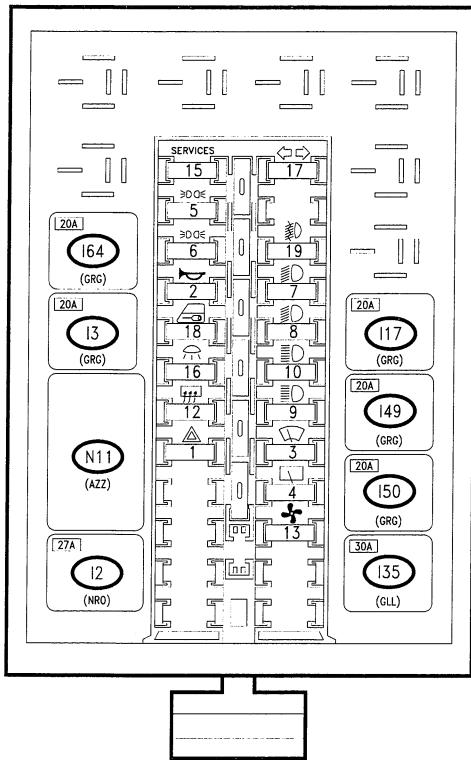 SERVICES
15
17
5
6
19
2
7
18
8
16
10
12
9
1
3
4
13
20A
I64
(GRG)
20A
I3
(GRG)
N11
(AZZ)
27A
I2
(NRO)
20A
I17
(GRG)
20A
I49
(GRG)
20A
I50
(GRG)
30A
I35
(GLL)